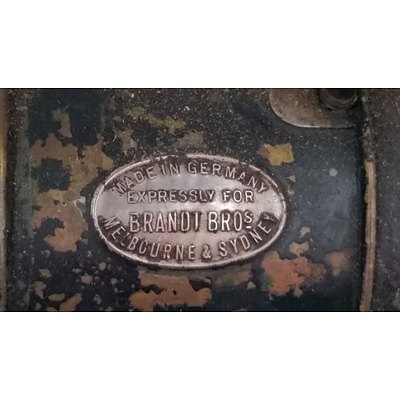 MADE IN GERMANY
EXPRESSLY FOR
BRANDT BROS
MELBOURNE & SYDNEY